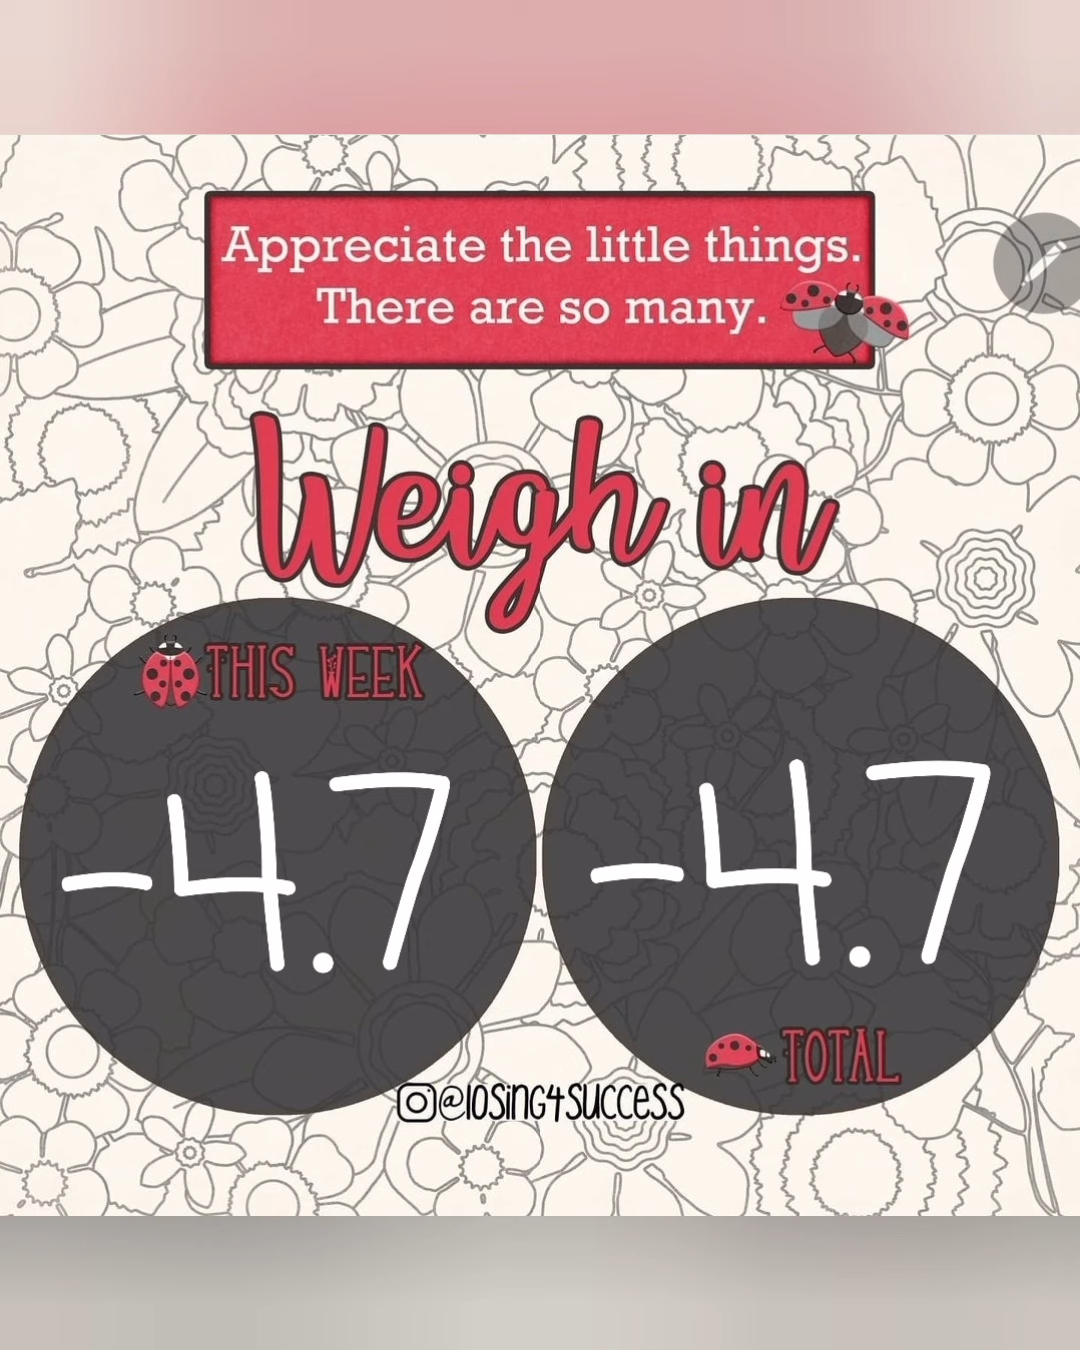 Appreciate the little things.
There are so many.
Weigh in
THIS WEEK
-4.7
-4.7
TOTAL
@losing4success